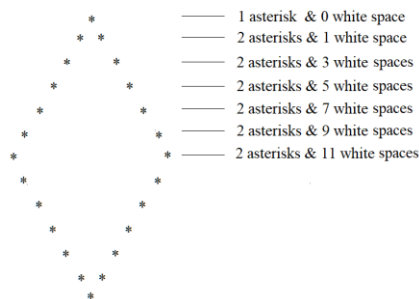 * 1 asterisk & 0 white space
* * 2 asterisks & 1 white space
* * 2 asterisks & 3 white spaces
* * 2 asterisks & 5 white spaces
* * 2 asterisks & 7 white spaces
* * 2 asterisks & 9 white spaces
* * 2 asterisks & 11 white spaces
* *
* *
* *
* *
* *
*